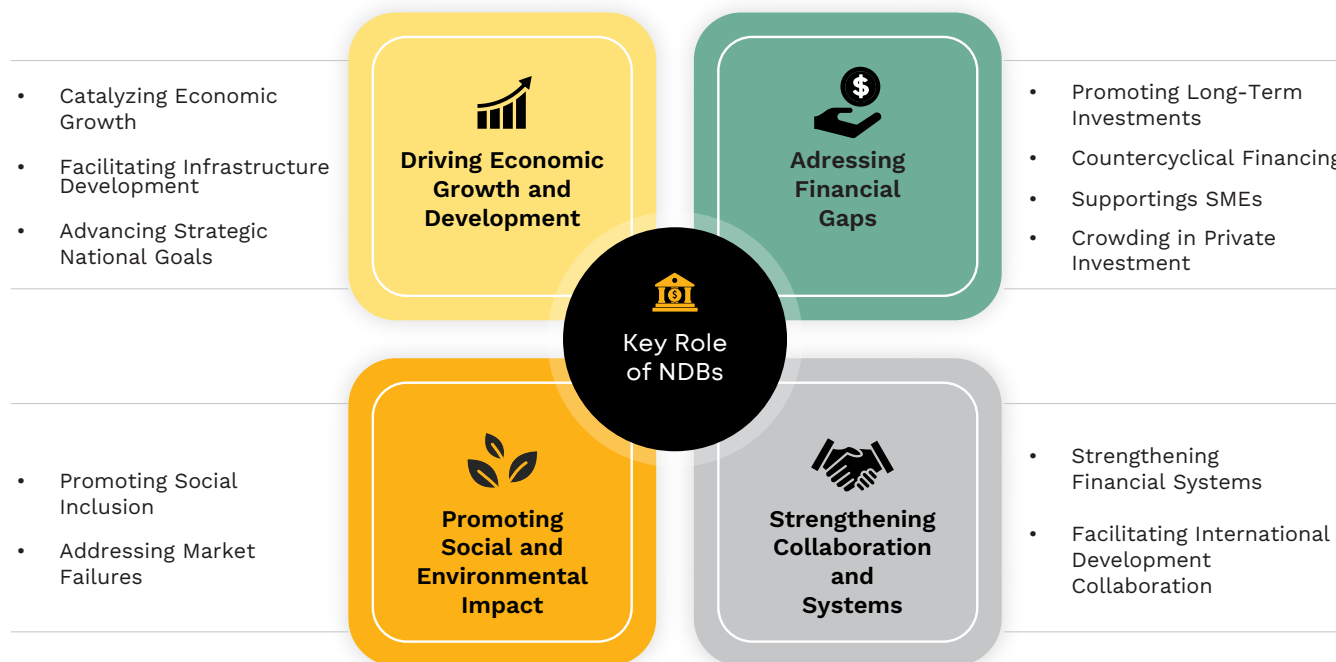 • Catalyzing Economic
Growth
• Facilitating Infrastructure
Development
• Advancing Strategic
National Goals
Driving Economic
Growth and
Development
$
Adressing
Financial
Gaps
• Promoting Long-Term
Investments
• Countercyclical Financing
• Supportings SMEs
• Crowding in Private
Investment
$
Key Role
of NDBs
• Promoting Social
Inclusion
• Addressing Market
Failures
Promoting
Social and
Environmental
Impact
Strengthening
Collaboration
and
Systems
• Strengthening
Financial Systems
• Facilitating International
Development
Collaboration